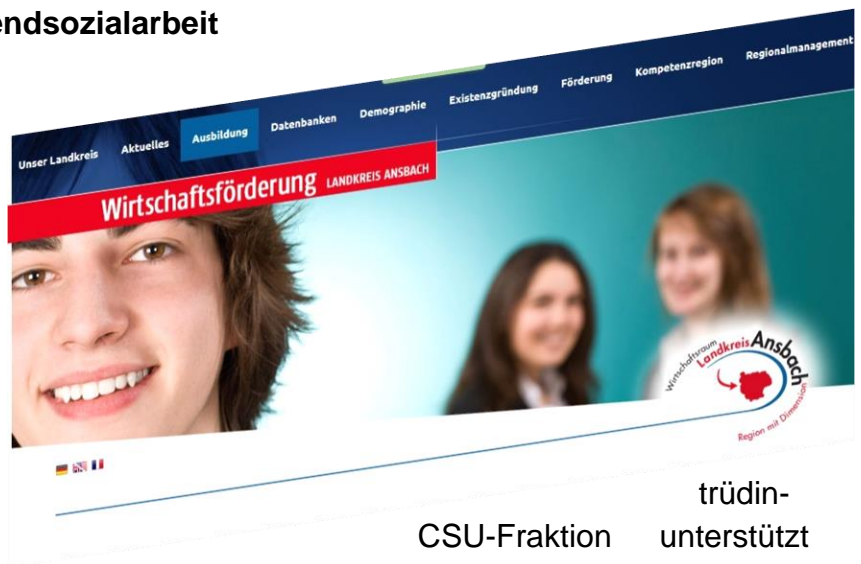 endsozialarbeit
Unser Landkreis Aktuelles Ausbildung Datenbanken Demographie Existenzgründung Förderung Kompetenzregion Regionalmanagement
Wirtschaftsförderung LANDKREIS ANSBACH
Wirtschaftsraum
Landkreis Ansbach
Region mit Dimension
trüdin-
CSU-Fraktion unterstützt